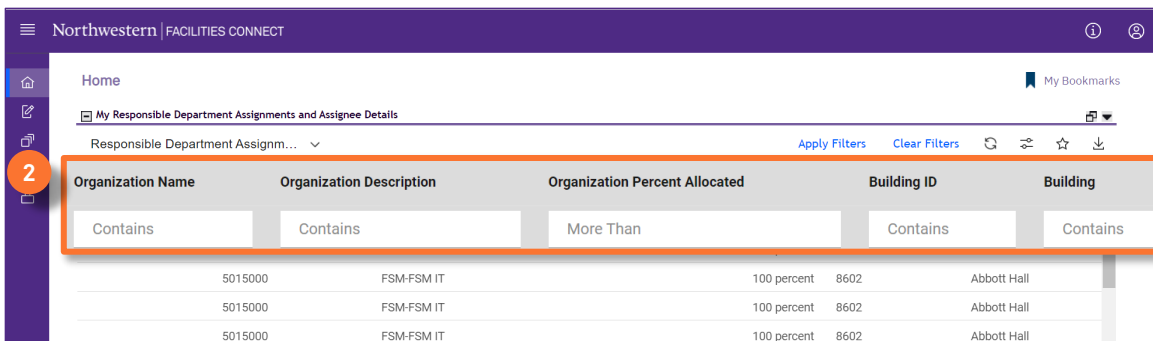 Northwestern | FACILITIES CONNECT
Home My Bookmarks
My Responsible Department Assignments and Assignee Details
Responsible Department Assignm... Apply Filters Clear Filters
2
Organization Name Organization Description Organization Percent Allocated Building ID Building
Contains Contains More Than Contains Contains
5015000 FSM-FSM IT 100 percent 8602 Abbott Hall
5015000 FSM-FSM IT 100 percent 8602 Abbott Hall
5015000 FSM-FSM IT 100 percent 8602 Abbott Hall